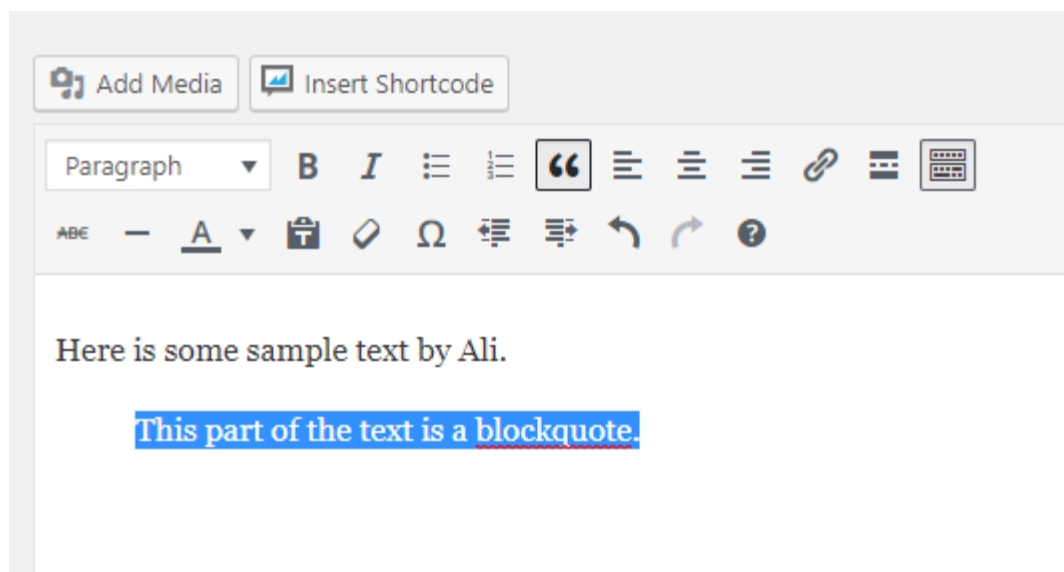 Add Media Insert Shortcode
Paragraph B I
ABC A Ω
Here is some sample text by Ali.
This part of the text is a blockquote.